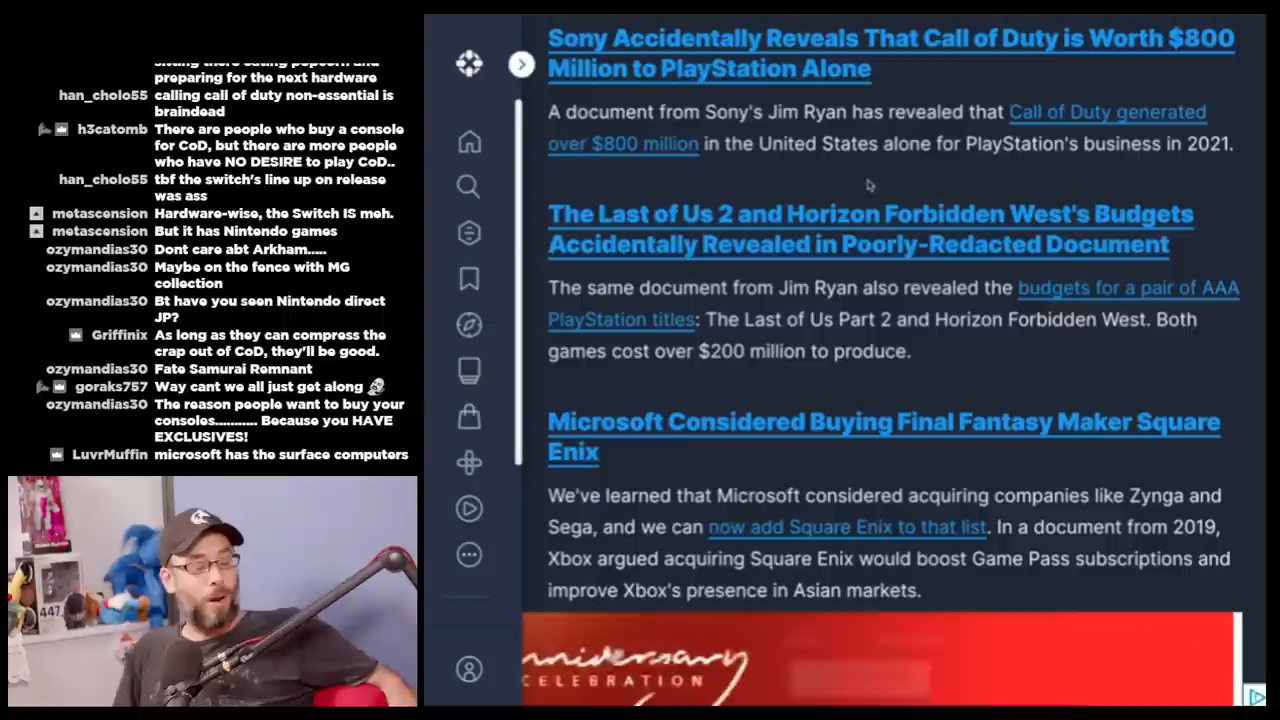 sitting there eating popcorn and
preparing for the next hardware
han_cholo55 calling call of duty non-essential is
braindead
h3catomb There are people who buy a console
for CoD, but there are more people
who have NO DESIRE to play CoD..
han_cholo55 tbf the switch's line up on release
was ass
metascension Hardware-wise, the Switch IS meh.
metascension But it has Nintendo games
ozymandias30 Dont care abt Arkham.....
ozymandias30 Maybe on the fence with MG
collection
ozymandias30 Bt have you seen Nintendo direct
JP?
Griffinix As long as they can compress the
crap out of CoD, they'll be good.
ozymandias30 Fate Samurai Remnant
goraks757 Way cant we all just get along
ozymandias30 The reason people want to buy your
consoles........... Because you HAVE
EXCLUSIVES!
LuvrMuffin microsoft has the surface computers
447
Sony Accidentally Reveals That Call of Duty is Worth $800
Million to PlayStation Alone
A document from Sony's Jim Ryan has revealed that Call of Duty generated
over $800 million in the United States alone for PlayStation's business in 2021.
The Last of Us 2 and Horizon Forbidden West's Budgets
Accidentally Revealed in Poorly-Redacted Document
The same document from Jim Ryan also revealed the budgets for a pair of AAA
PlayStation titles: The Last of Us Part 2 and Horizon Forbidden West. Both
games cost over $200 million to produce.
Microsoft Considered Buying Final Fantasy Maker Square
Enix
We've learned that Microsoft considered acquiring companies like Zynga and
Sega, and we can now add Square Enix to that list. In a document from 2019,
Xbox argued acquiring Square Enix would boost Game Pass subscriptions and
improve Xbox's presence in Asian markets.
nniversary
CELEBRATION